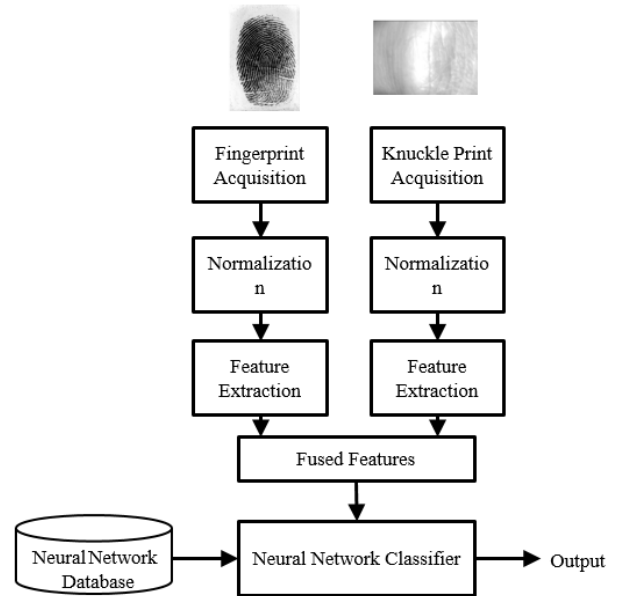 Fingerprint
Acquisition
Knuckle Print
Acquisition
Normalizatio
n
Normalizatio
n
Feature
Extraction
Feature
Extraction
Fused Features
Neural Network
Database
Neural Network Classifier
Output